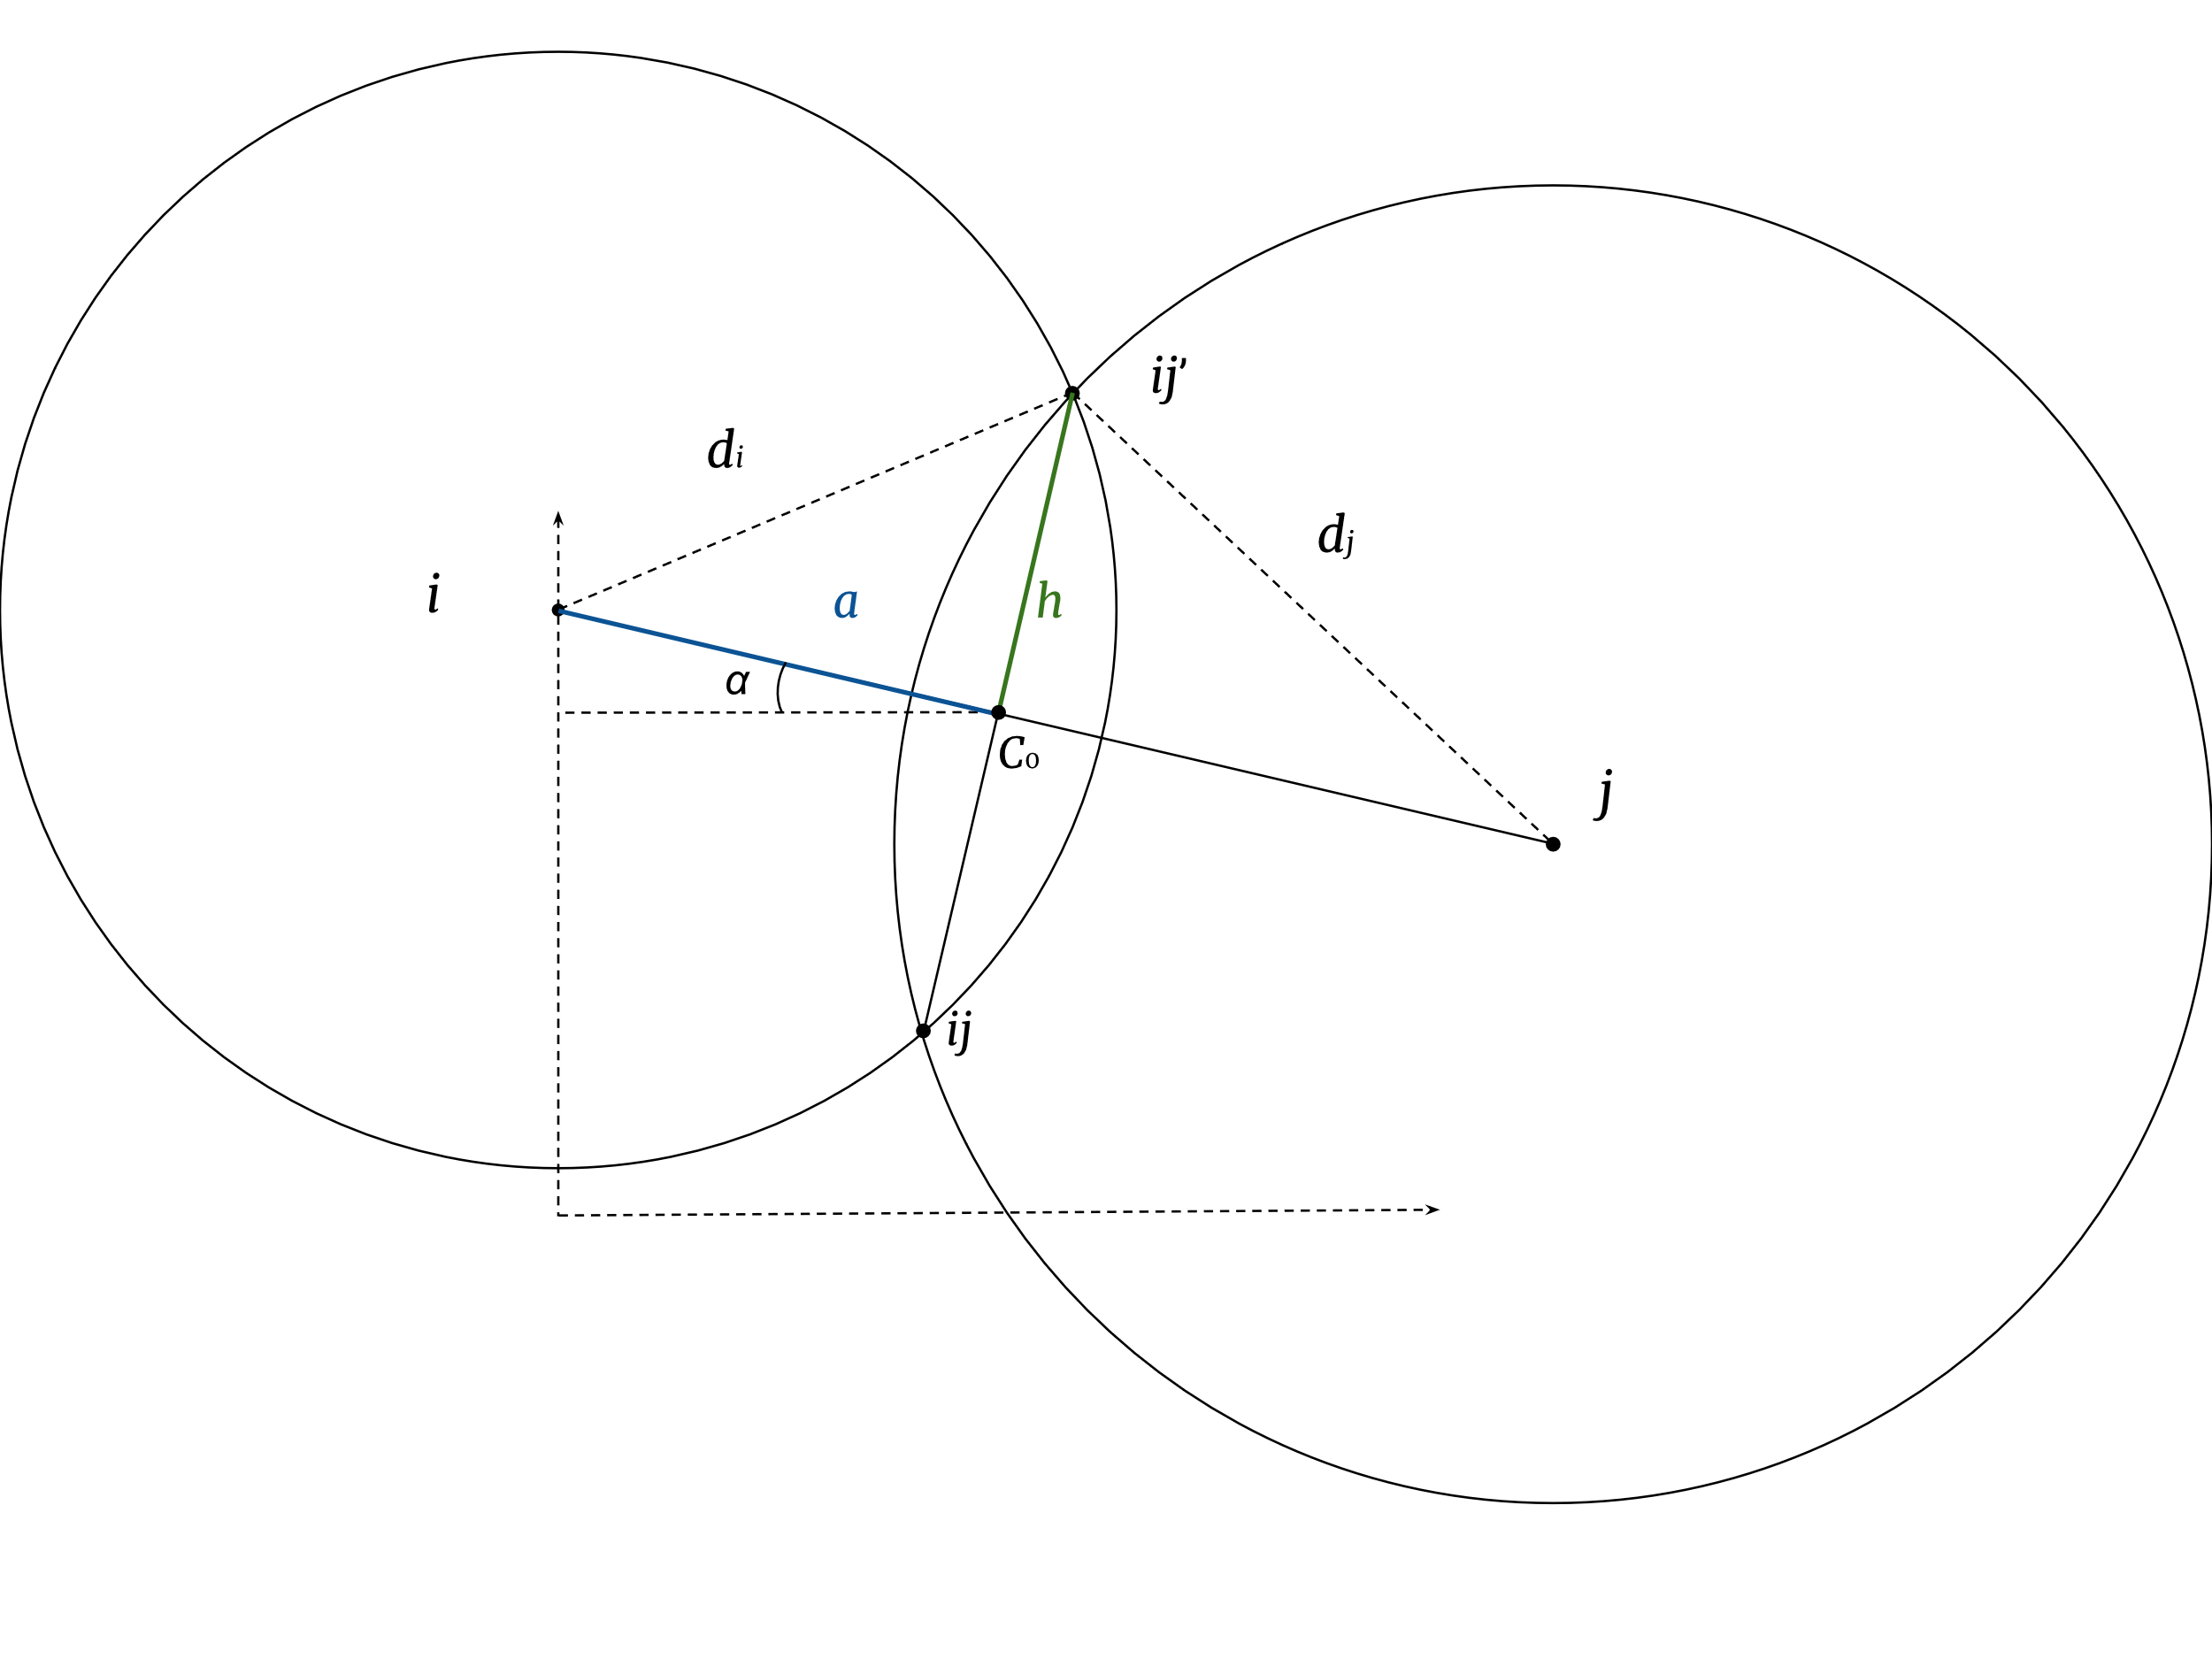 ij'
di
dj
i
a
h
α
Co
j
ij